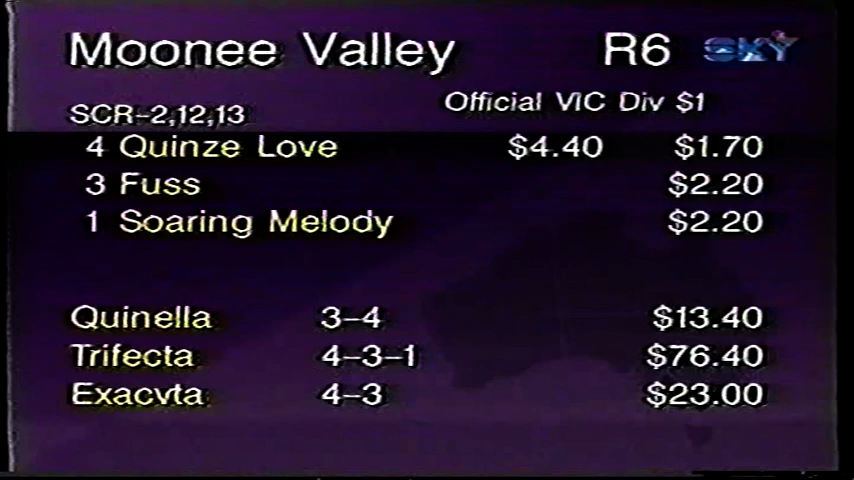 Moonee Valley R6 SKY
SCR-2,12,13 Official VIC Div $1
4 Quinze Love $4.40 $1.70
3 Fuss $2.20
1 Soaring Melody $2.20
Quinella 3-4 $13.40
Trifecta 4-3-1 $76.40
Exacvta 4-3 $23.00